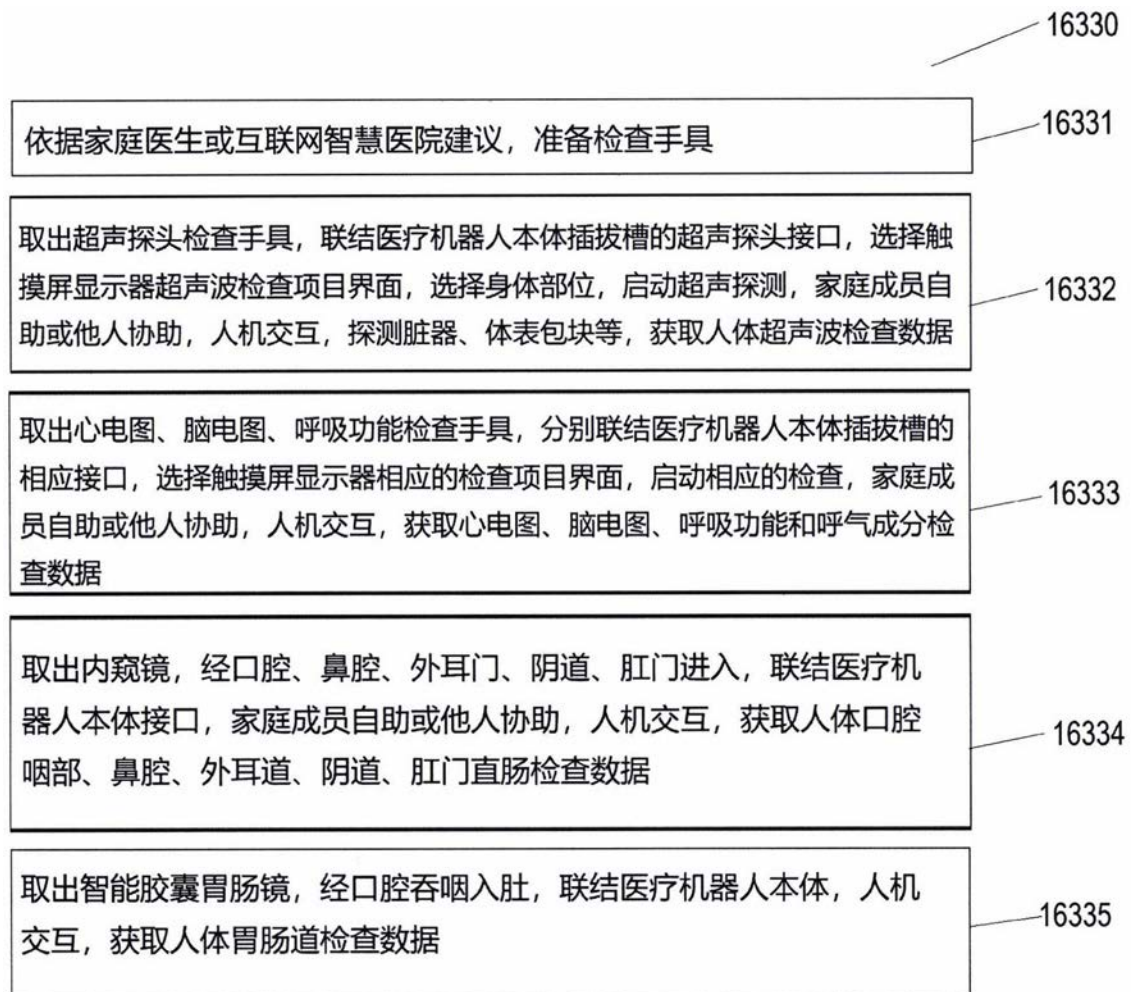 16330
依据家庭医生或互联网智慧医院建议，准备检查手具
16331
取出超声探头检查手具，联结医疗机器人本体插拔槽的超声探头接口，选择触
摸屏显示器超声波检查项目界面，选择身体部位，启动超声探测，家庭成员自
助或他人协助，人机交互，探测脏器、体表包块等，获取人体超声波检查数据
16332
取出心电图、脑电图、呼吸功能检查手具，分别联结医疗机器人本体插拔槽的
相应接口，选择触摸屏显示器相应的检查项目界面，启动相应的检查，家庭成
员自助或他人协助，人机交互，获取心电图、脑电图、呼吸功能和呼气成分检
查数据
16333
取出内窥镜，经口腔、鼻腔、外耳门、阴道、肛门进入，联结医疗机
器人本体接口，家庭成员自助或他人协助，人机交互，获取人体口腔
咽部、鼻腔、外耳道、阴道、肛门直肠检查数据
16334
取出智能胶囊胃肠镜，经口腔吞咽入肚，联结医疗机器人本体，人机
交互，获取人体胃肠道检查数据
16335